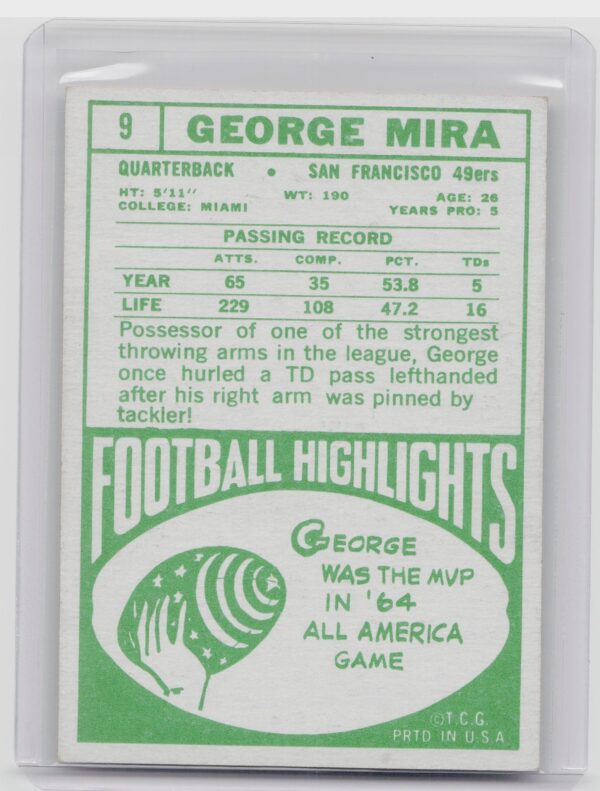 9 GEORGE MIRA
QUARTERBACK • SAN FRANCISCO 49ers
HT: 5'11" WT: 190 AGE: 26
COLLEGE: MIAMI YEARS PRO: 5
PASSING RECORD
ATTS. COMP. PCT. TDs
YEAR 65 35 53.8 5
LIFE 229 108 47.2 16
Possessor of one of the strongest
throwing arms in the league, George
once hurled a TD pass lefthanded
after his right arm was pinned by
tackler!
FOOTBALL HIGHLIGHTS
GEORGE
WAS THE MVP
IN '64
ALL AMERICA
GAME
©T.C.G.
PRTD IN U.S.A